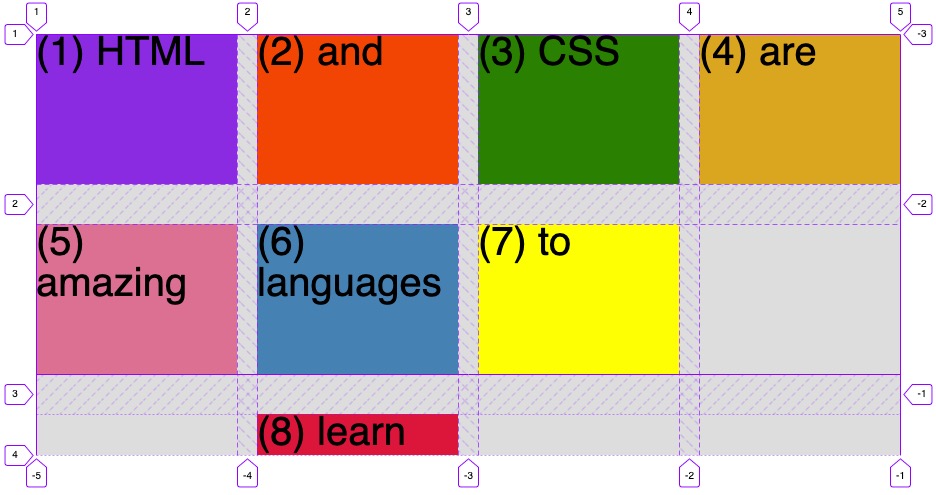 1 2 3 4 5
1 -3
(1) HTML (2) and (3) CSS (4) are
2 -2
(5) (6) (7) to
amazing languages
3 -1
(8) learn
4
-5 -4 -3 -2 -1